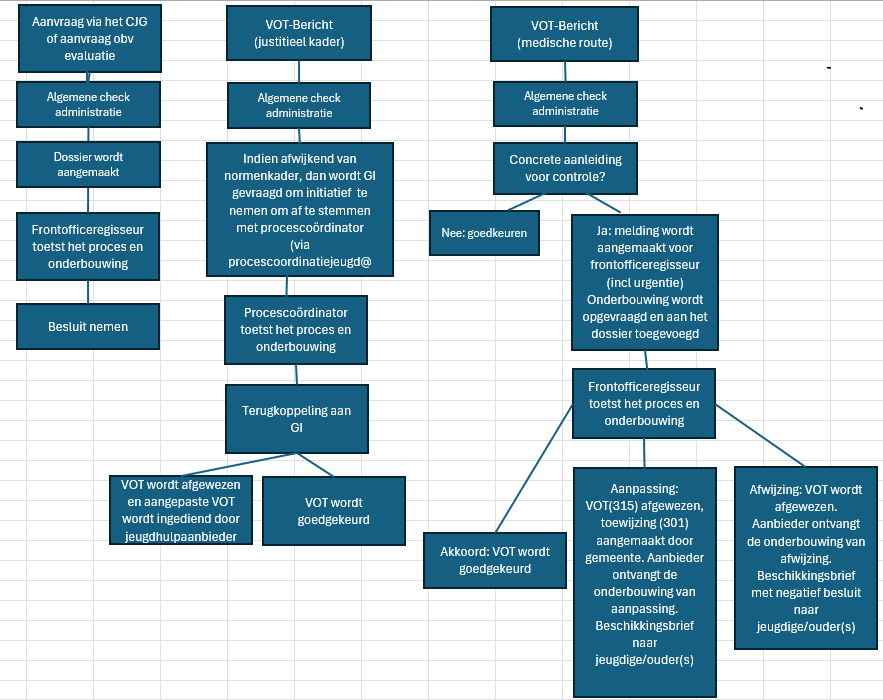 Aanvraag via het CJG
of aanvraag obv
evaluatie
Algemene check
administratie
Dossier wordt
aangemaakt
Frontofficeregisseur
toetst het proces en
onderbouwing
Besluit nemen
VOT-Bericht
(justitieel kader)
Algemene check
administratie
Indien afwijkend van
normenkader, dan wordt GI
gevraagd om initiatief te
nemen om af te stemmen
met procescoördinator
(via
procescoordinatiejeugd@
Procescoördinator
toetst het proces en
onderbouwing
Terugkoppeling aan
GI
VOT wordt afgewezen
en aangepaste VOT
wordt ingediend door
jeugdhulpaanbieder
VOT wordt
goedgekeurd
VOT-Bericht
(medische route)
Algemene check
administratie
Concrete aanleiding
voor controle?
Nee: goedkeuren
Ja: melding wordt
aangemaakt voor
frontofficeregisseur
(incl urgentie)
Onderbouwing wordt
opgevraagd en aan het
dossier toegevoegd
Frontofficeregisseur
toetst het proces en
onderbouwing
Akkoord: VOT wordt
goedgekeurd
Aanpassing:
VOT(315) afgewezen,
toewijzing (301)
aangemaakt door
gemeente. Aanbieder
ontvangt de
onderbouwing van
aanpassing.
Beschikkingsbrief
naar
jeugdige/ouder(s)
Afwijzing: VOT wordt
afgewezen.
Aanbieder ontvangt
de onderbouwing van
afwijzing.
Beschikkingsbrief
met negatief besluit
naar
jeugdige/ouder(s)